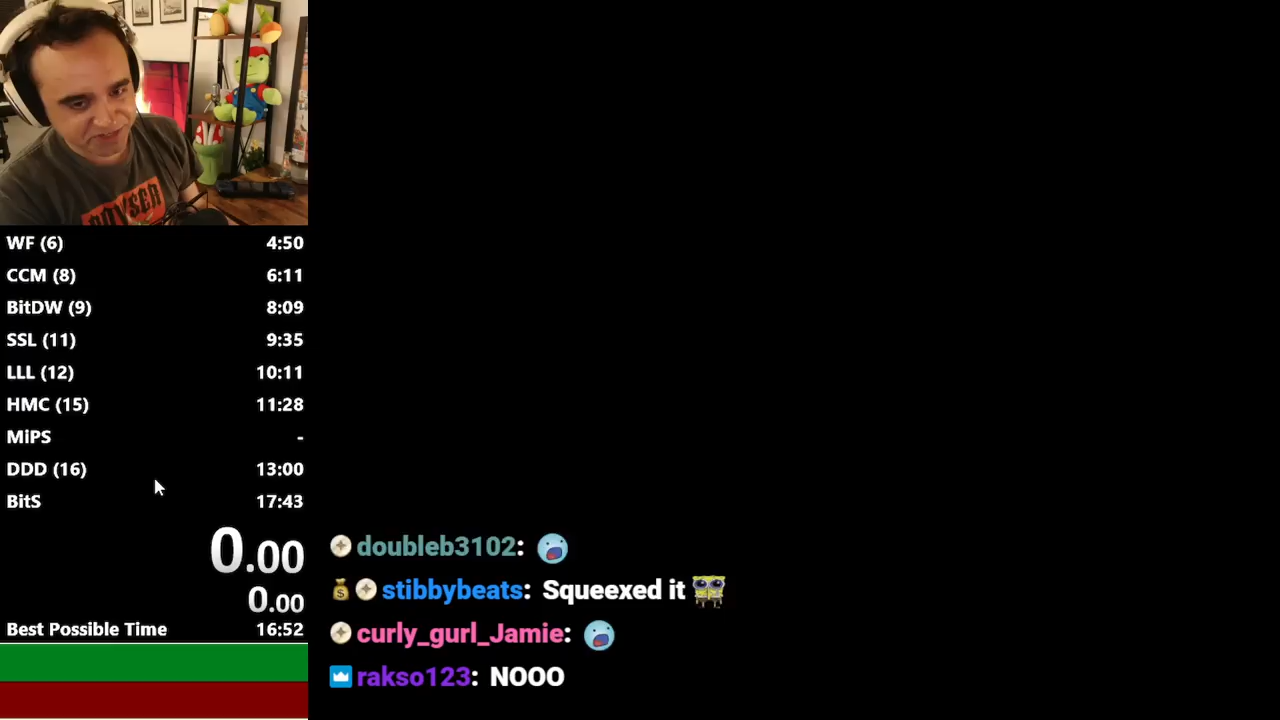 WF (6) 4:50
CCM (8) 6:11
BitDW (9) 8:09
SSL (11) 9:35
LLL (12) 10:11
HMC (15) 11:28
MiPS -
DDD (16) 13:00
BitS 17:43
0.00
0.00
Best Possible Time 16:52
doubleb3102:
stibbybeats: Squeexed it
curly_gurl_Jamie:
rakso123: NOOO